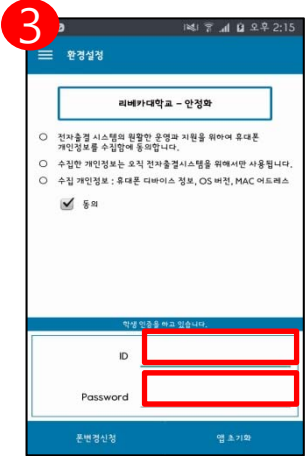 3
오후 2:15
환경설정
리베카대학교 – 안정화
전자출결 시스템의 원활한 운영과 지원을 위하여 휴대폰
개인정보를 수집함에 동의합니다.
수집한 개인정보는 오직 전자출결시스템을 위해서만 사용됩니다.
수집 개인정보 : 휴대폰 디바이스 정보, OS 버전, MAC 어드레스
동의
학생 인증을 하고 있습니다.
ID
Password
폰변경신청
앱 초기화